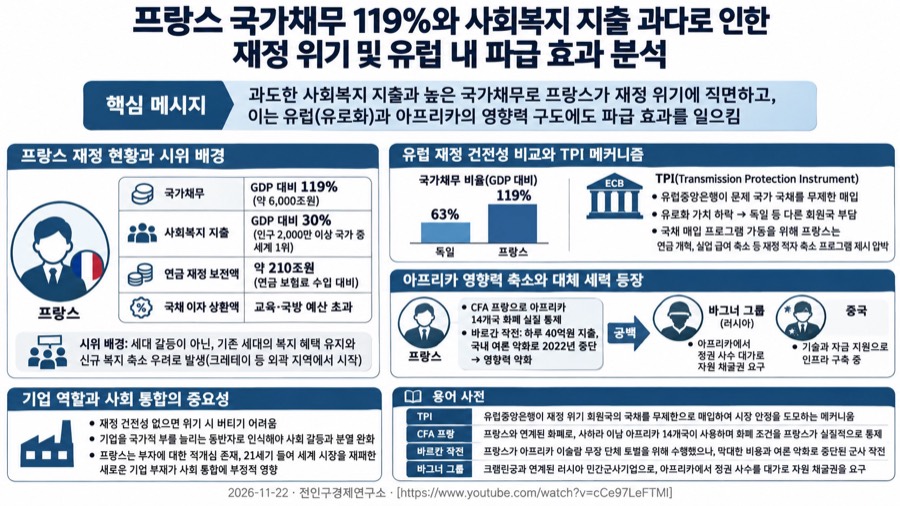 프랑스 국가채무 119%와 사회복지 지출 과다로 인한
재정 위기 및 유럽 내 파급 효과 분석
핵심 메시지
과도한 사회복지 지출과 높은 국가채무로 프랑스가 재정 위기에 직면하고,
이는 유럽(유로화)과 아프리카의 영향력 구도에도 파급 효과를 일으킴
프랑스 재정 현황과 시위 배경
프랑스
국가채무
GDP 대비 119%
(약 6,000조원)
사회복지 지출
GDP 대비 30%
(인구 2,000만 이상 국가 중
세계 1위)
연금 재정 보전액
약 210조원
(연금 보험료 수입 대비)
국채 이자 상환액
교육·국방 예산 초과
시위 배경: 세대 갈등이 아닌, 기존 세대의 복지 혜택 유지와
신규 복지 축소 우려로 발생(크레테이 등 외곽 지역에서 시작)
유럽 재정 건전성 비교와 TPI 메커니즘
국가채무 비율(GDP 대비)
63%
119%
독일
프랑스
ECB
TPI(Transmission Protection Instrument)
• 유럽중앙은행이 문제 국가 국채를 무제한 매입
• 유로화 가치 하락 → 독일 등 다른 회원국 부담
• 국채 매입 프로그램 가동을 위해 프랑스는
연금 개혁, 실업 급여 축소 등 재정 적자 축소 프로그램 제시 압박
아프리카 영향력 축소와 대체 세력 등장
프랑스
• CFA 프랑으로 아프리카
14개국 화폐 실질 통제
• 바르간 작전: 하루 40억원 지출,
국내 여론 악화로 2022년 중단
→ 영향력 약화
공백
바그너 그룹
(러시아)
• 아프리카에서
정권 사수 대가로
자원 채굴권 요구
중국
• 기술과 자금 지원으로
인프라 구축 중
기업 역할과 사회 통합의 중요성
• 재정 건전성 없으면 위기 시 버티기 어려움
• 기업을 국가적 부를 늘리는 동반자로 인식해야 사회 갈등과 분열 완화
• 프랑스는 부자에 대한 적개심 존재, 21세기 들어 세계 시장을 재패한
새로운 기업 부재가 사회 통합에 부정적 영향
용어 사전
TPI
유럽중앙은행이 재정 위기 회원국의 국채를 무제한으로 매입하여 시장 안정을 도모하는 메커니움
CFA 프랑
프랑스와 연계된 화폐로, 사하라 이남 아프리카 14개국이 사용하며 화폐 조건을 프랑스가 실질적으로 통제
바르칸 작전
프랑스가 아프리카 이슬람 무장 단체 토벌을 위해 수행했으나, 막대한 비용과 여론 악화로 중단된 군사 작전
바그너 그룹
크램린궁과 연계된 러시아 민간군사기업으로, 아프리카에서 정권 사수를 대가로 자원 채굴권을 요구
2026-11-22 · 전인구경제연구소 · [https://www.youtube.com/watch?v=cCe97LeFTMI]